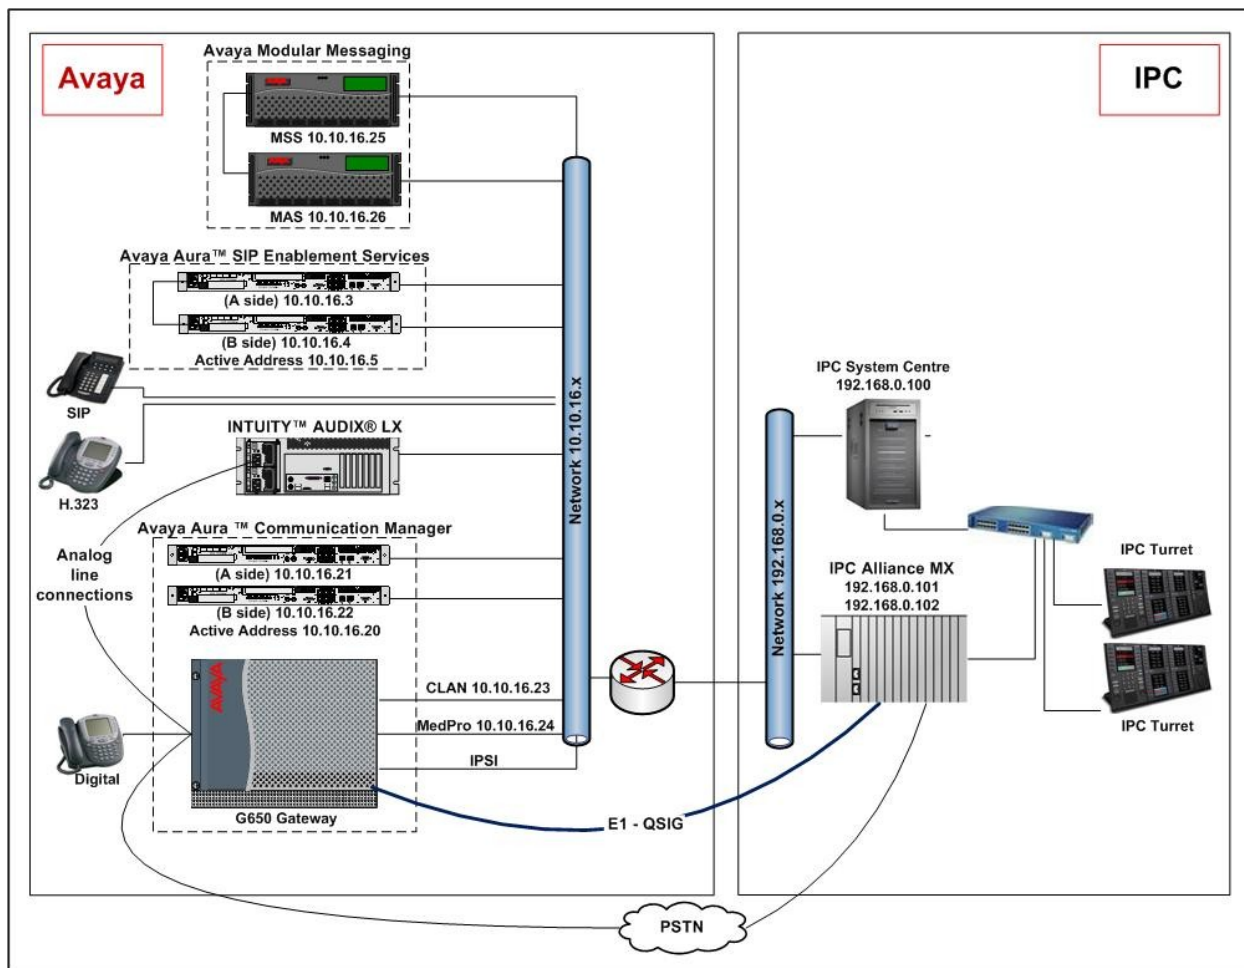 Avaya
IPC
Avaya Modular Messaging
MSS 10.10.16.25
MAS 10.10.16.26
Avaya Aura™ SIP Enablement Services
(A side) 10.10.16.3
(B side) 10.10.16.4
Active Address 10.10.16.5
SIP
H.323
INTUITY™ AUDIX® LX
Analog
line
connections
Avaya Aura ™ Communication Manager
(A side) 10.10.16.21
(B side) 10.10.16.22
Active Address 10.10.16.20
AVAYA
CLAN 10.10.16.23
MedPro 10.10.16.24
IPSI
Digital
G650 Gateway
Network 10.10.16.x
E1 - QSIG
PSTN
Network 192.168.0.x
IPC System Centre
192.168.0.100
IPC Alliance MX
192.168.0.101
192.168.0.102
IPC Turret
IPC Turret